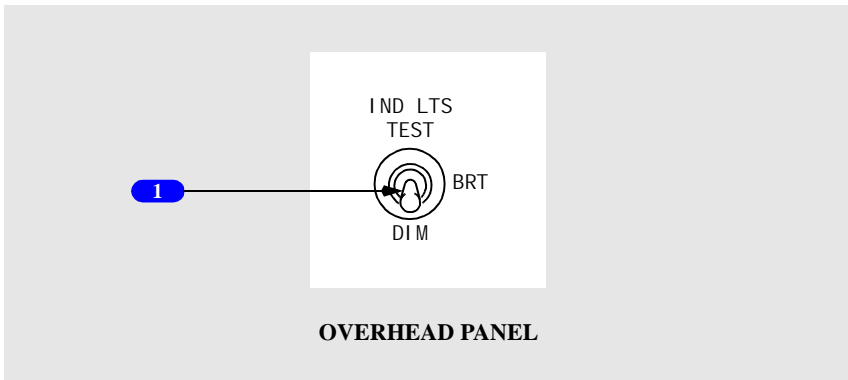 IND LTS
TEST
1
BRT
DIM
OVERHEAD PANEL